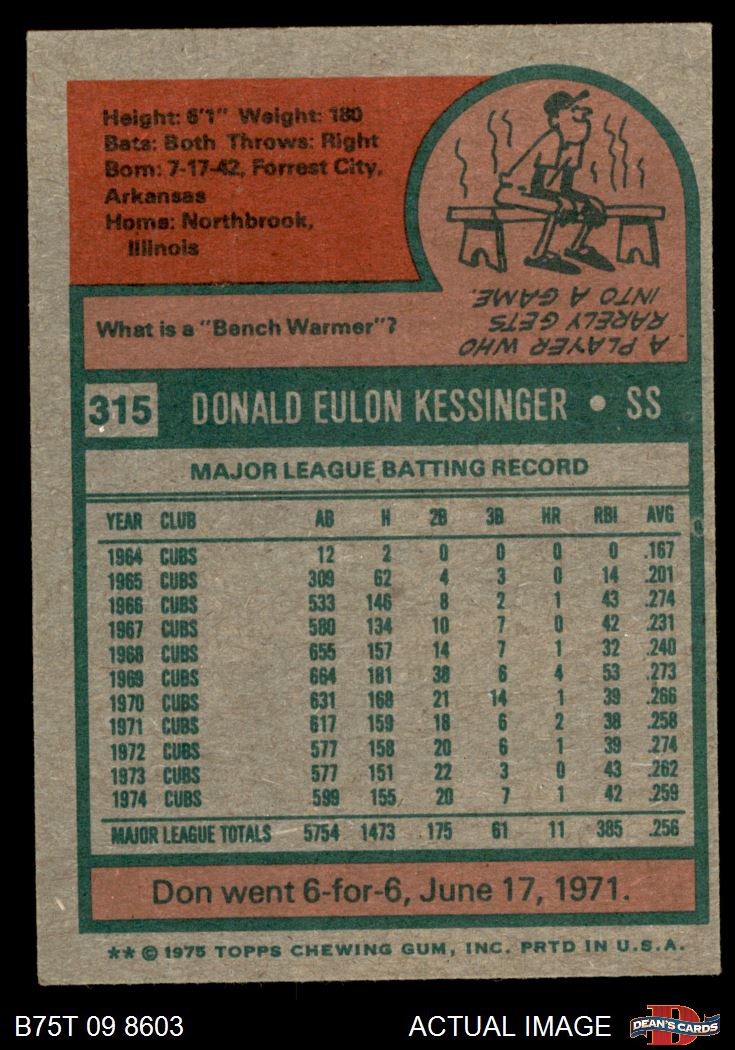 Height: 6'1" Weight: 180
Bats: Both Throws: Right
Born: 7-17-42, Forrest City,
Arkansas
Home: Northbrook,
Illinois
What is a "Bench Warmer"?
A PLAYER WHO
RARELY GETS
INTO A GAME.
315 DONALD EULON KESSINGER • SS
MAJOR LEAGUE BATTING RECORD
YEAR CLUB AB H 2B 3B HR RBI AVG
1964 CUBS 12 2 0 0 0 0 .167
1965 CUBS 309 62 4 3 0 14 .201
1966 CUBS 533 146 8 2 1 43 .274
1967 CUBS 580 134 10 7 0 42 .231
1968 CUBS 655 157 14 7 1 32 .240
1969 CUBS 664 181 38 6 4 53 .273
1970 CUBS 631 168 21 14 1 39 .266
1971 CUBS 617 159 18 6 2 38 .258
1972 CUBS 577 158 20 6 1 39 .274
1973 CUBS 577 151 22 3 0 43 .262
1974 CUBS 599 155 20 7 1 42 .259
MAJOR LEAGUE TOTALS 5754 1473 175 61 11 385 .256
Don went 6-for-6, June 17, 1971.
** © 1975 TOPPS CHEWING GUM, INC. PRTD IN U.S.A.
B75T 09 8603 ACTUAL IMAGE D DEAN'S CARDS